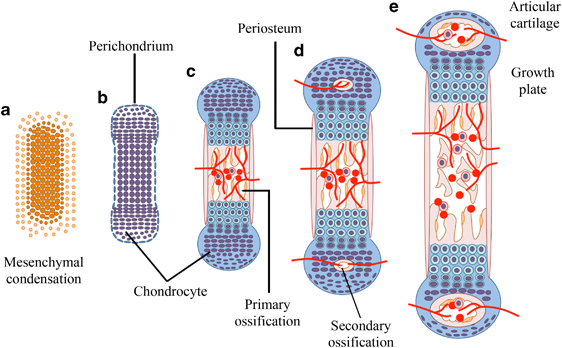 e
Articular
cartilage
Perichondrium
Periosteum
d
c
Growth
plate
b
a
Mesenchymal
condensation
Chondrocyte
Primary
ossification
Secondary
ossification